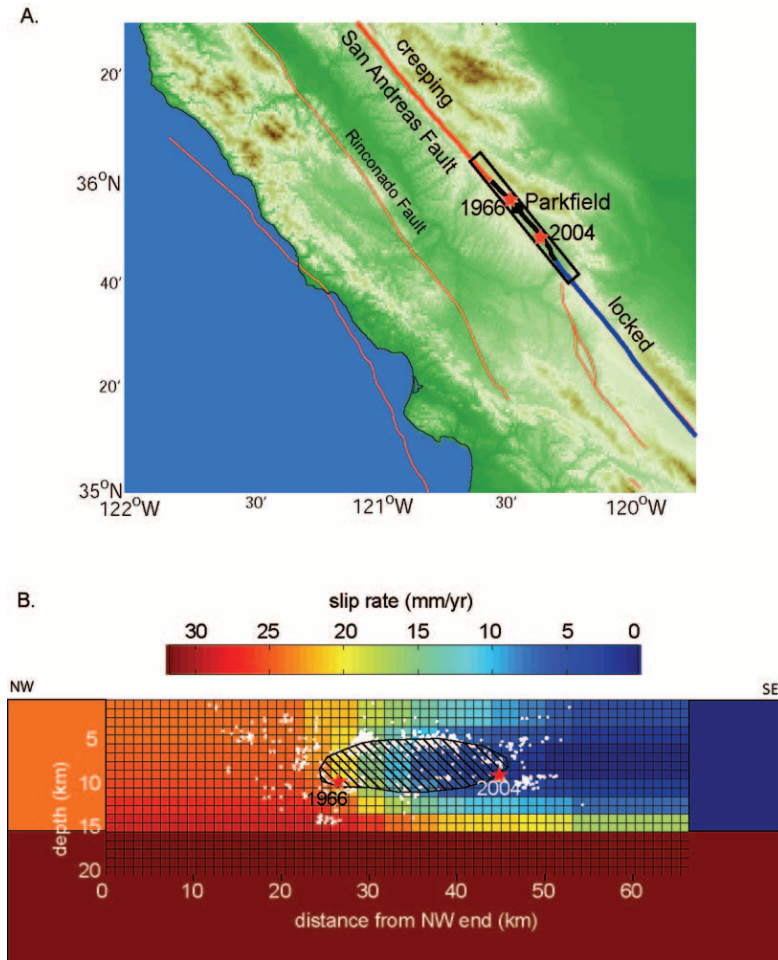 A.
20′
creeping
San Andreas Fault
Rinconado Fault
36°N
1966
Parkfield
2004
40′
locked
20′
35°N
122°W
30′
121°W
30′
120°W
B.
slip rate (mm/yr)
30 25 20 15 10 5 0
NW
SE
depth (km)
5
10
15
20
1966
2004
0 10 20 30 40 50 60
distance from NW end (km)